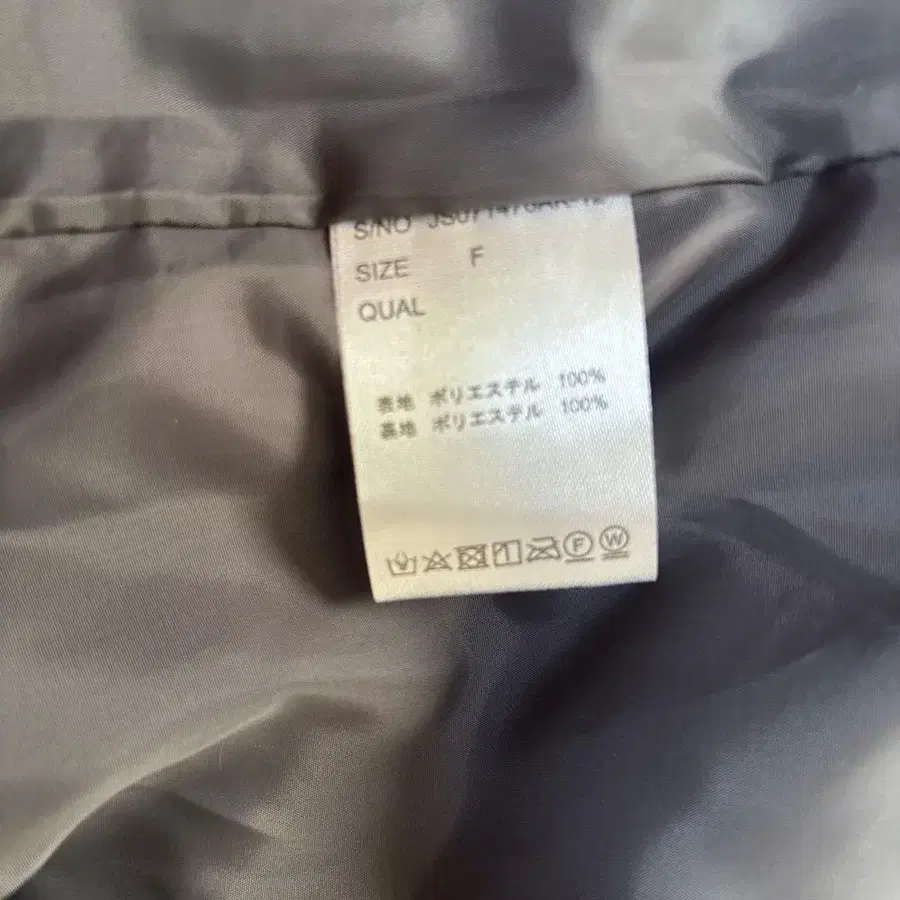 S/NO
SIZE F
QUAL
表地 ポリエステル 100%
裏地 ポリエステル 100%
F W